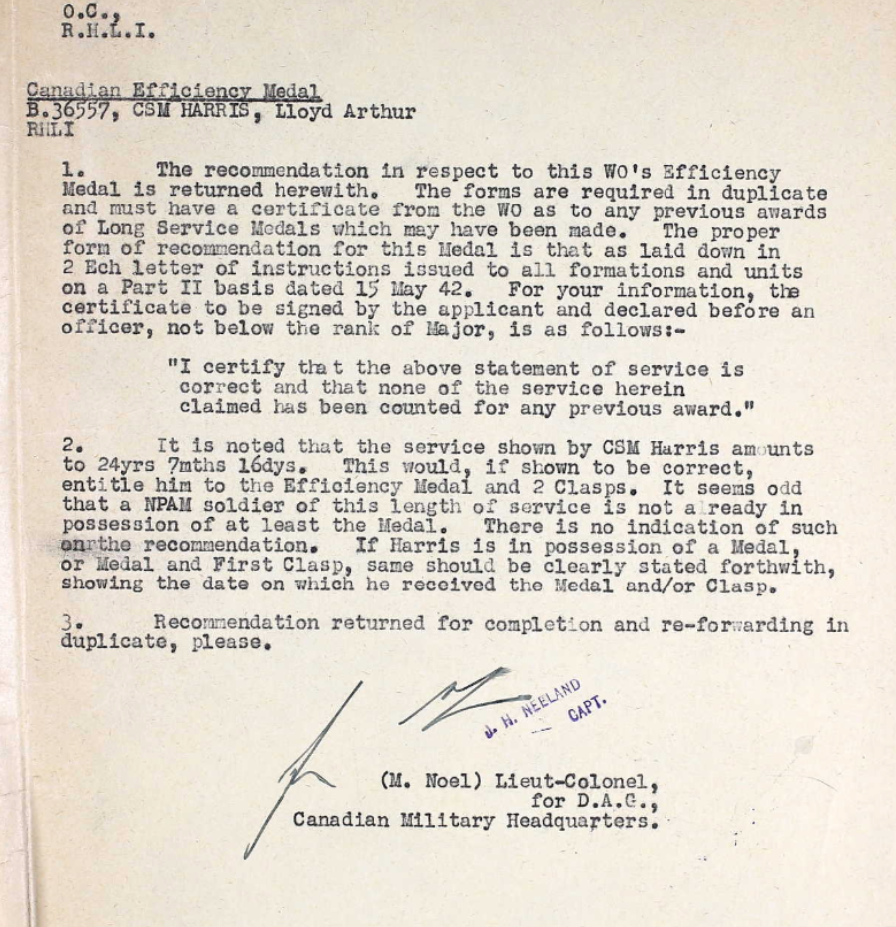 O.C.,
R.H.L.I.
Canadian Efficiency Medal
B.36557, CSM HARRIS, Lloyd Arthur
RHLI
1. The recommendation in respect to this WO's Efficiency
Medal is returned herewith. The forms are required in duplicate
and must have a certificate from the WO as to any previous awards
of Long Service Medals which may have been made. The proper
form of recommendation for this Medal is that as laid down in
2 Ech letter of instructions issued to all formations and units
on a Part II basis dated 15 May 42. For your information, the
certificate to be signed by the applicant and declared before an
officer, not below the rank of Major, is as follows:-
"I certify that the above statement of service is
correct and that none of the service herein
claimed has been counted for any previous award."
2. It is noted that the service shown by CSM Harris amounts
to 24yrs 7mths 16dys. This would, if shown to be correct,
entitle him to the Efficiency Medal and 2 Clasps. It seems odd
that a NPAM soldier of this length of service is not already in
possession of at least the Medal. There is no indication of such
on the recommendation. If Harris is in possession of a Medal,
or Medal and First Clasp, same should be clearly stated forthwith,
showing the date on which he received the Medal and/or Clasp.
3. Recommendation returned for completion and re-forwarding in
duplicate, please.
J. H. NEELAND
CAPT.
(M. Noel) Lieut-Colonel,
for D.A.G.,
Canadian Military Headquarters.